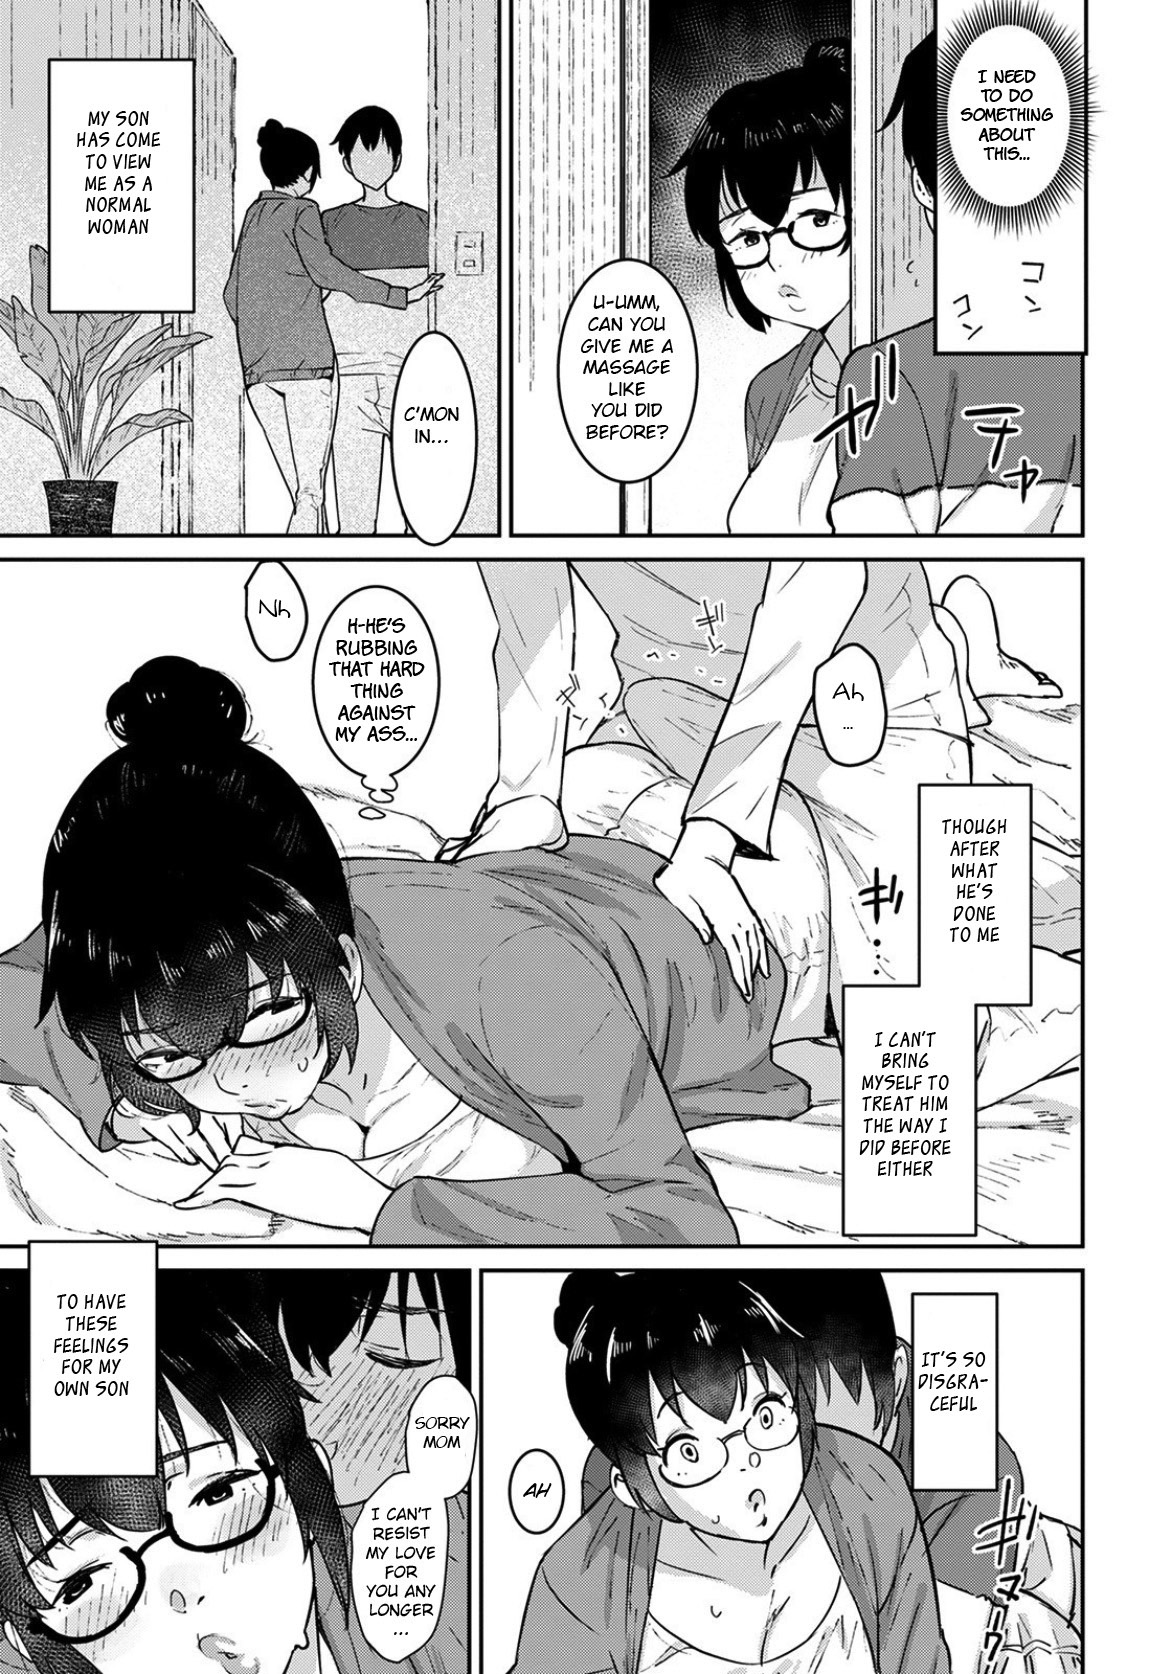 I NEED
TO DO
SOMETHING
ABOUT
THIS...
コン
コン
ガ
チャ
U-UMM,
CAN YOU
GIVE ME A
MASSAGE
LIKE
YOU DID
BEFORE?
C'MON
IN...
MY SON
HAS COME
TO VIEW
ME AS A
NORMAL
WOMAN
Ah
...
ギシ
THOUGH
AFTER
WHAT
HE'S
DONE
TO ME
ギシ...
I CAN'T
BRING
MYSELF TO
TREAT HIM
THE WAY I
DID BEFORE
EITHER
H-HE'S
RUBBING
THAT HARD
THING
AGAINST
MY ASS...
Nh
IT'S SO
DISGRA-
CEFUL
AH
SORRY
MOM
I CAN'T
RESIST
MY LOVE
FOR
YOU ANY
LONGER
...
TO HAVE
THESE
FEELINGS
FOR MY
OWN SON